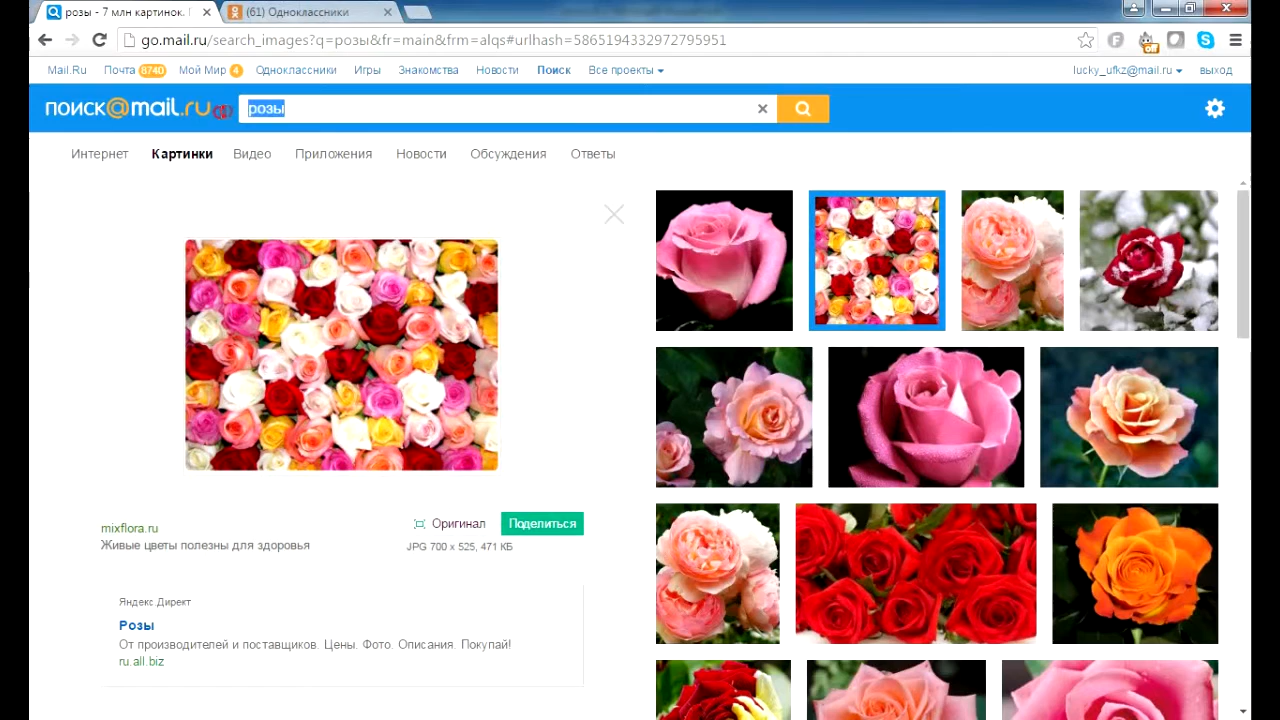 розы - 7 млн картинок.
(61) Одноклассники
go.mail.ru/search_images?q=розы&fr=main&frm=alqs#urlhash=5865194332972795951
off
Mail.Ru Почта 8740 Мой Мир 4 Одноклассники Игры Знакомства Новости Поиск Все проекты lucky_ufkz@mail.ru выход
поиск@mail.ru розы
Интернет Картинки Видео Приложения Новости Обсуждения Ответы
mixflora.ru
Живые цветы полезны для здоровья
Оригинал Поделиться
JPG 700 x 525, 471 КБ
Яндекс Директ
Розы
От производителей и поставщиков. Цены. Фото. Описания. Покупай!
ru.all.biz